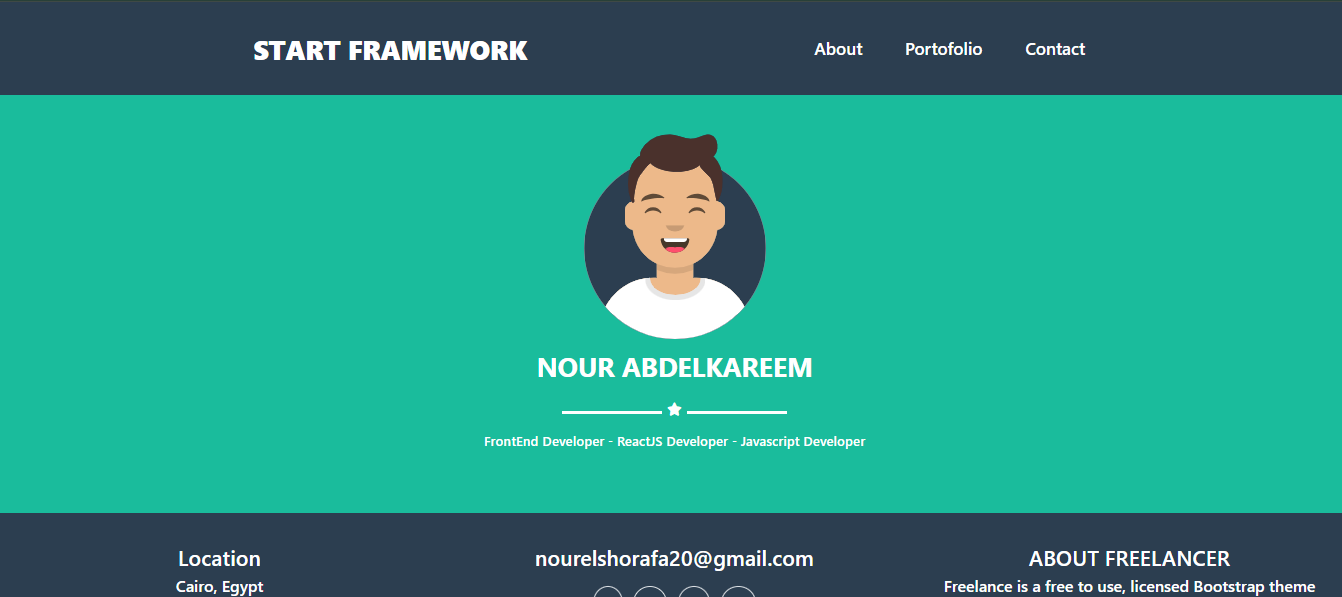 START FRAMEWORK
About Portofolio Contact
NOUR ABDELKAREEM
FrontEnd Developer - ReactJS Developer - Javascript Developer
Location
Cairo, Egypt
nourelshorafa20@gmail.com
ABOUT FREELANCER
Freelance is a free to use, licensed Bootstrap theme